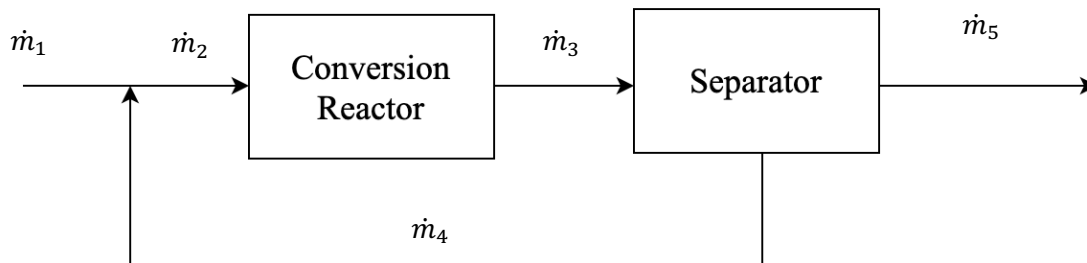 ṁ₁
ṁ₂
Conversion
Reactor
ṁ₃
Separator
ṁ₅
ṁ₄